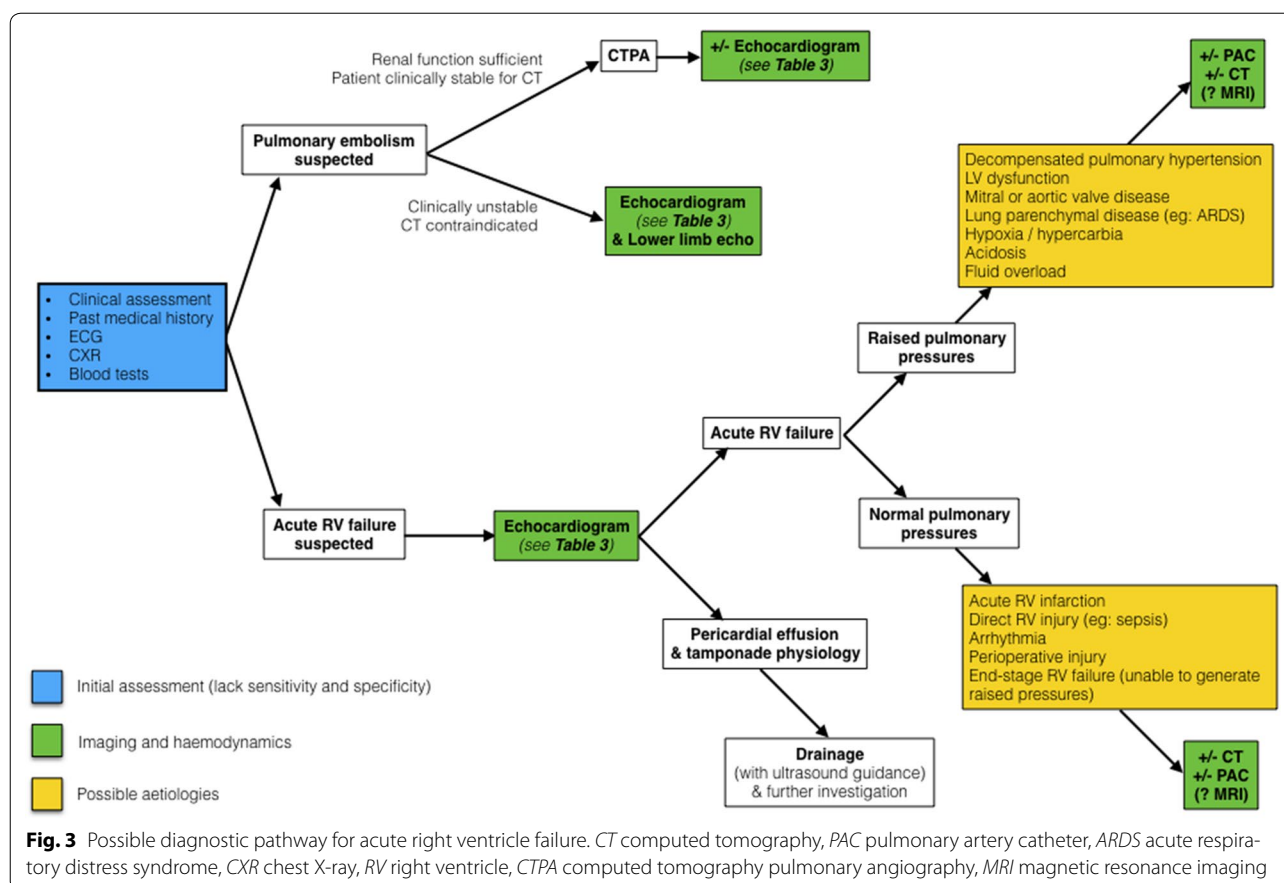 Renal function sufficient
Patient clinically stable for CT
CTPA
+/- Echocardiogram
(see Table 3)
+/- PAC
+/- CT
(? MRI)
Pulmonary embolism
suspected
Clinically unstable
CT contraindicated
Echocardiogram
(see Table 3)
& Lower limb echo
Decompensated pulmonary hypertension
LV dysfunction
Mitral or aortic valve disease
Lung parenchymal disease (eg: ARDS)
Hypoxia / hypercarbia
Acidosis
Fluid overload
• Clinical assessment
• Past medical history
• ECG
• CXR
• Blood tests
Raised pulmonary
pressures
Acute RV failure
Acute RV failure
suspected
Echocardiogram
(see Table 3)
Normal pulmonary
pressures
Pericardial effusion
& tamponade physiology
Acute RV infarction
Direct RV injury (eg: sepsis)
Arrhythmia
Perioperative injury
End-stage RV failure (unable to generate
raised pressures)
Drainage
(with ultrasound guidance)
& further investigation
+/- CT
+/- PAC
(? MRI)
Initial assessment (lack sensitivity and specificity)
Imaging and haemodynamics
Possible aetiologies
Fig. 3 Possible diagnostic pathway for acute right ventricle failure. CT computed tomography, PAC pulmonary artery catheter, ARDS acute respira-
tory distress syndrome, CXR chest X-ray, RV right ventricle, CTPA computed tomography pulmonary angiography, MRI magnetic resonance imaging